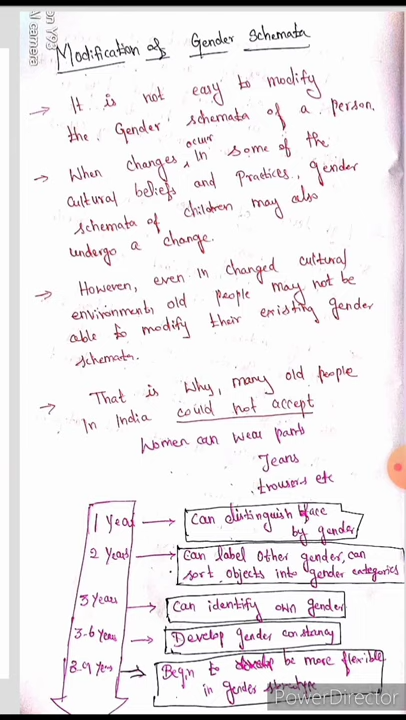 Modification of Gender Schemata
→ It is not easy to modify
the Gender schemata of a person.
→ When changes occur in some of the
cultural beliefs and Practices, gender
schemata of children may also
undergo a change.
→ However, even in changed cultural
environment, old people may not be
able to modify their existing gender
schemata.
→ That is why, many old people
In India could not accept
Women can wear pants
Jeans
trousers etc
1 Year → Can distinguish face
by gender
2 Years → Can label other gender, can
sort objects into gender categories
3 Years → Can identify own gender
3-6 Years → Develop gender constancy
Begin to be more flexible
in gender
PowerDirector
AI camera